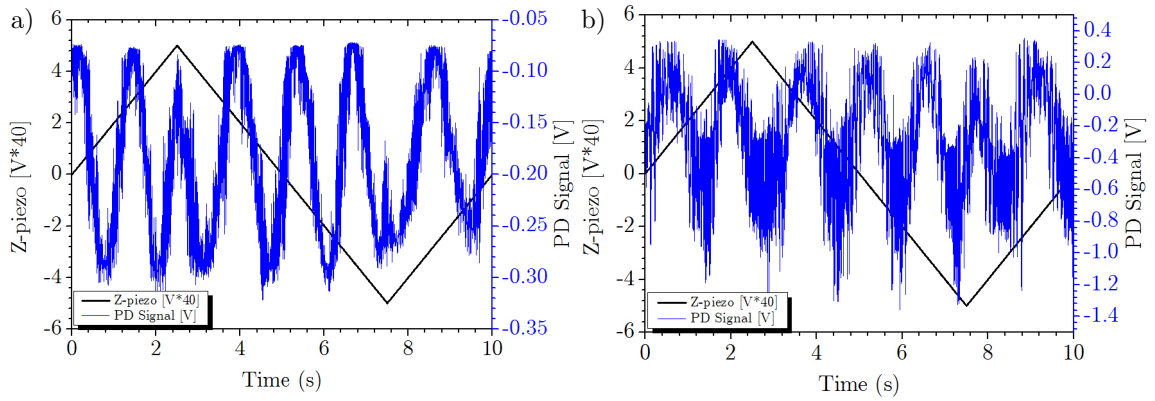 a)
6
4
2
0
-2
-4
-6
Z-piezo [V*40]
-0.05
-0.10
-0.15
-0.20
-0.25
-0.30
-0.35
PD Signal [V]
Z-piezo [V*40]
PD Signal [V]
0 2 4 6 8 10
Time (s)
b)
6
4
2
0
-2
-4
-6
Z-piezo [V*40]
0.4
0.2
0.0
-0.2
-0.4
-0.6
-0.8
-1.0
-1.2
-1.4
PD Signal [V]
Z-piezo [V*40]
PD Signal [V]
0 2 4 6 8 10
Time (s)